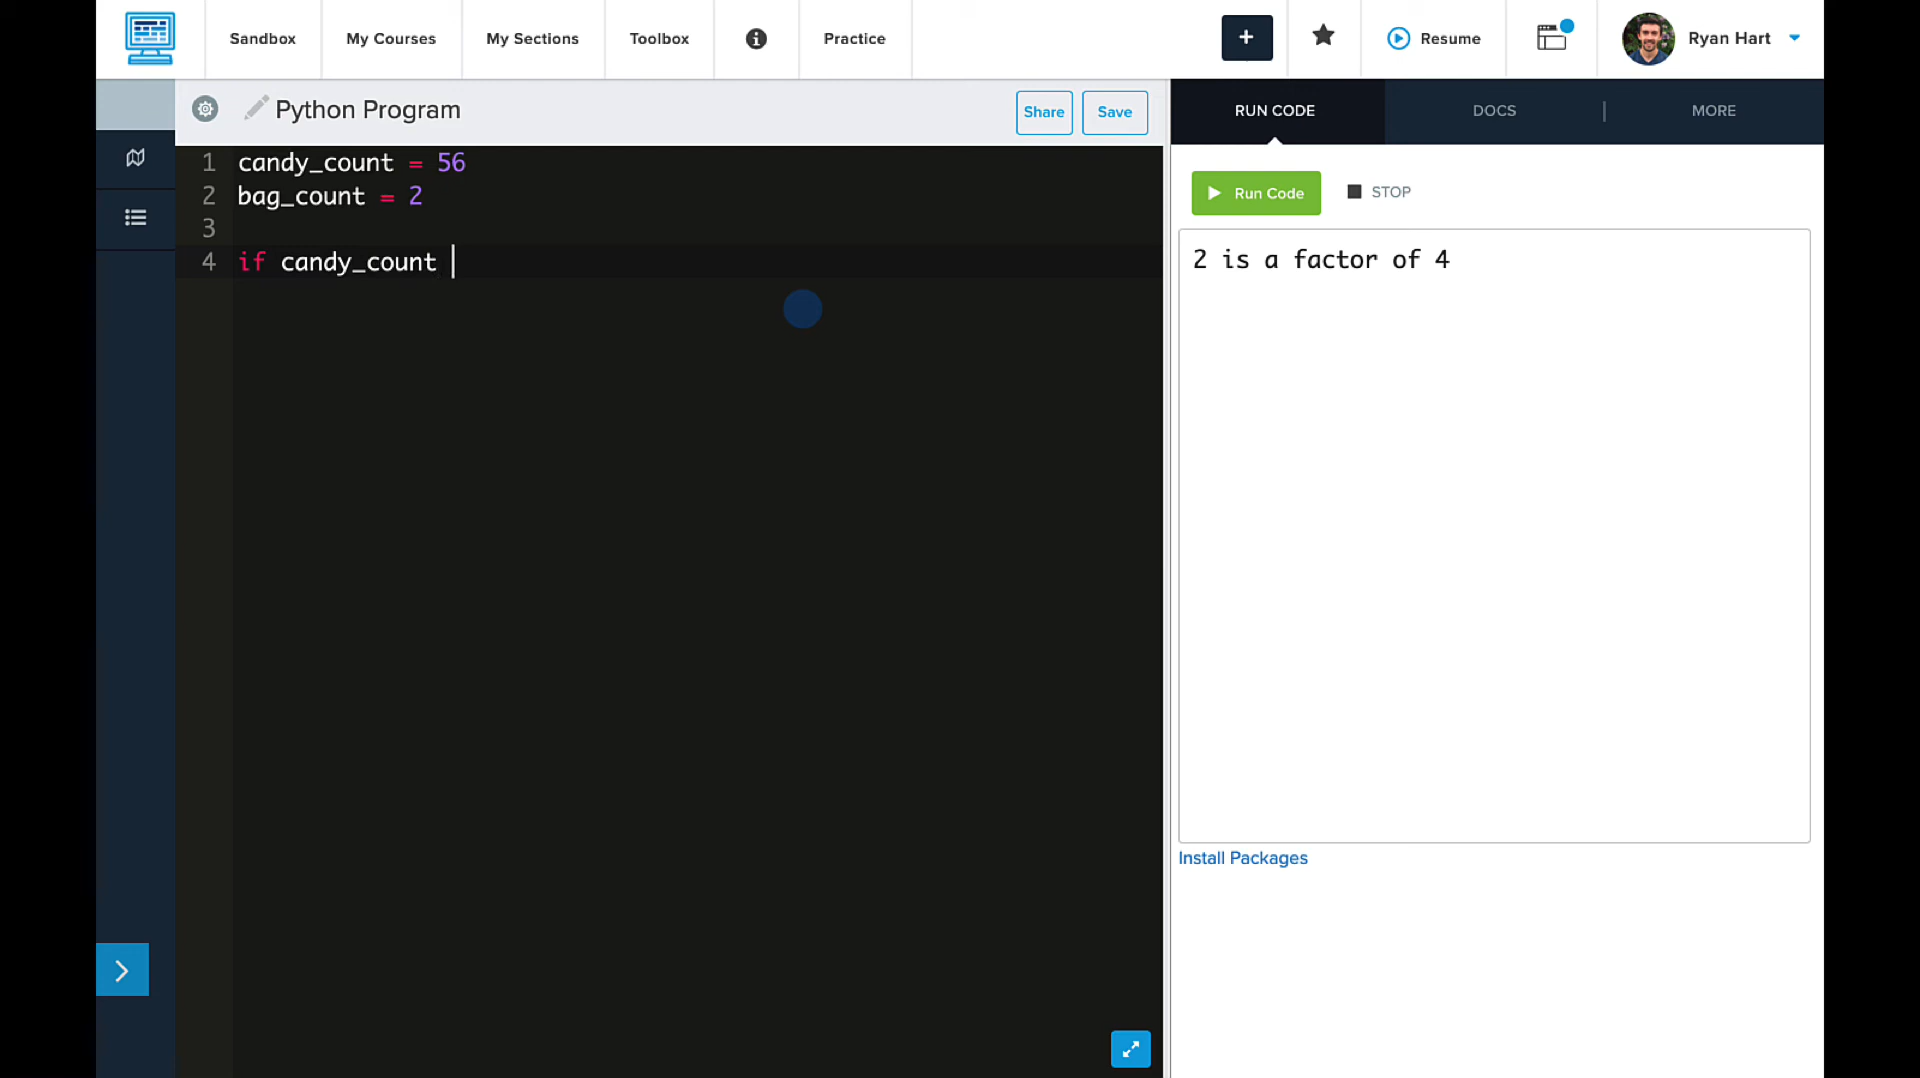 Sandbox
My Courses
My Sections
Toolbox
Practice
+
Resume
Ryan Hart
Python Program
Share
Save
RUN CODE
DOCS
|
MORE
1 candy_count = 56
2 bag_count = 2
3
4 if candy_count
Run Code
STOP
2 is a factor of 4
Install Packages